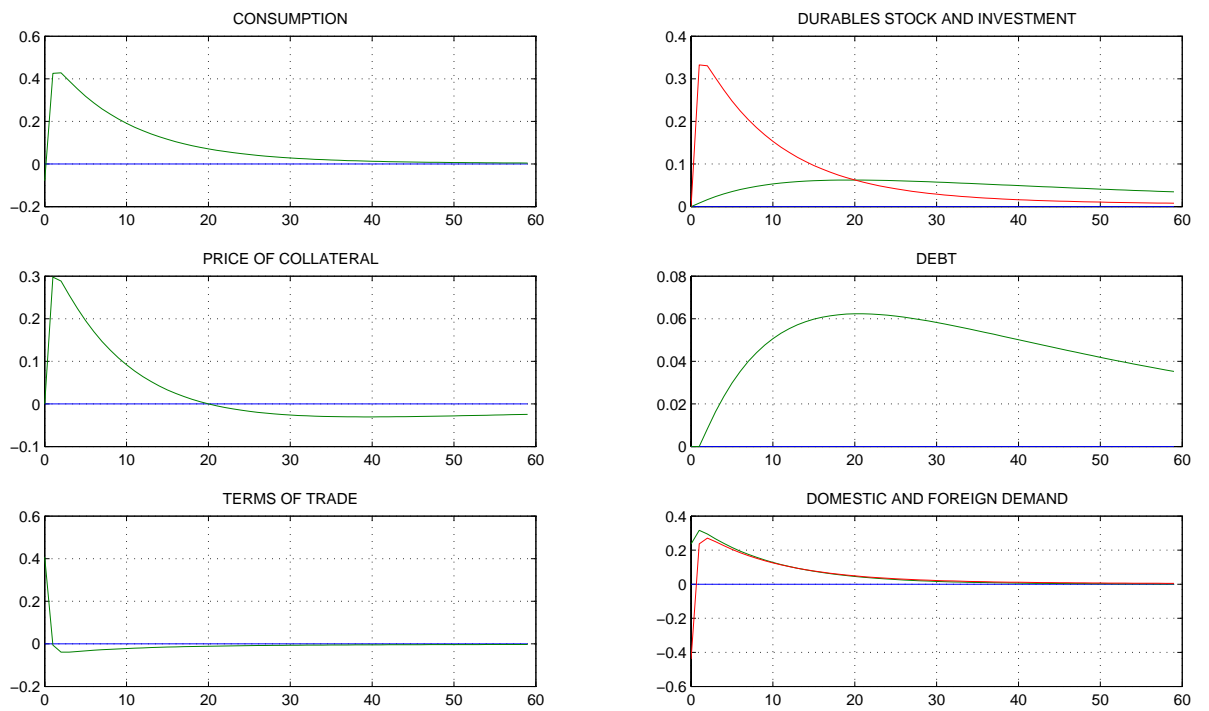 CONSUMPTION
0.6
0.4
0.2
0
−0.2
0 10 20 30 40 50 60
DURABLES STOCK AND INVESTMENT
0.4
0.3
0.2
0.1
0
0 10 20 30 40 50 60
PRICE OF COLLATERAL
0.3
0.2
0.1
0
−0.1
0 10 20 30 40 50 60
DEBT
0.08
0.06
0.04
0.02
0
0 10 20 30 40 50 60
TERMS OF TRADE
0.6
0.4
0.2
0
−0.2
0 10 20 30 40 50 60
DOMESTIC AND FOREIGN DEMAND
0.4
0.2
0
−0.2
−0.4
−0.6
0 10 20 30 40 50 60